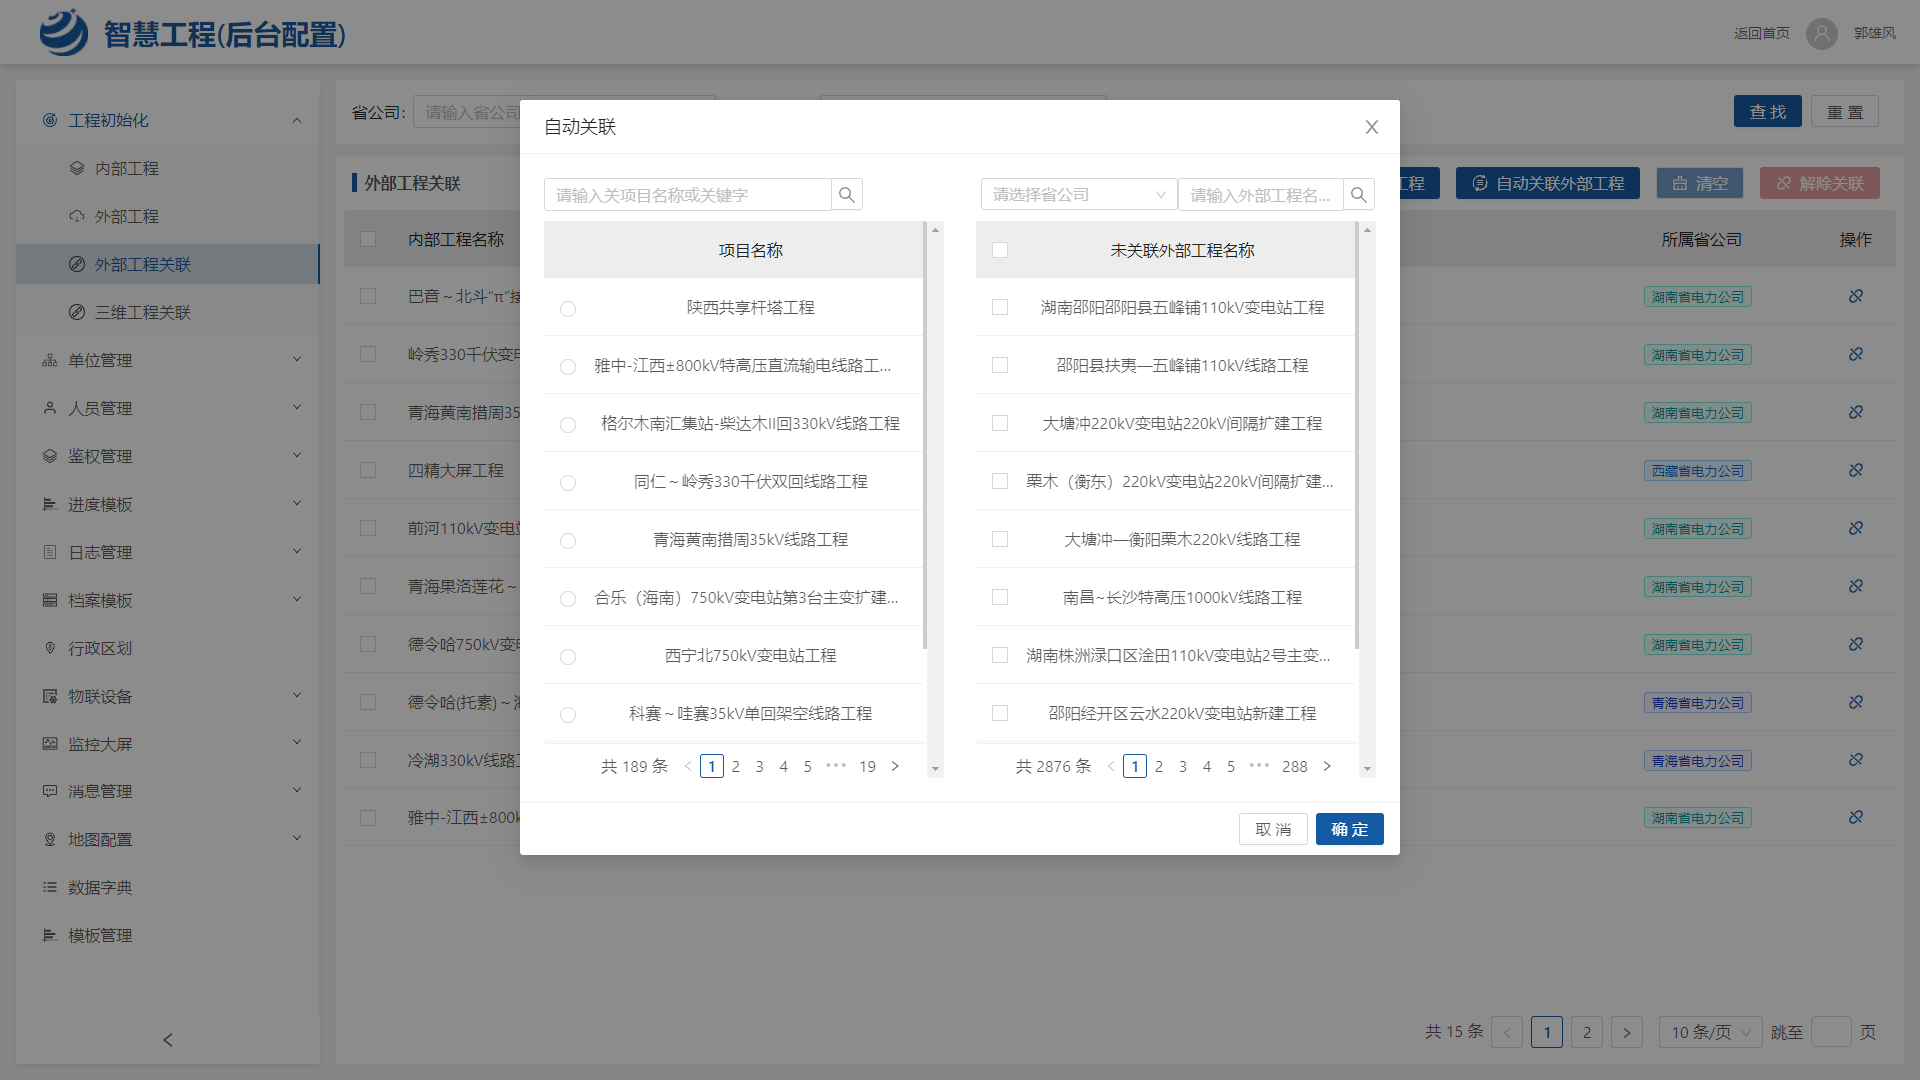 智慧工程(后台配置)
返回首页
郭雄风
工程初始化
内部工程
外部工程
外部工程关联
三维工程关联
单位管理
人员管理
鉴权管理
进度模板
日志管理
档案模板
行政区划
物联设备
监控大屏
消息管理
地图配置
数据字典
模板管理
省公司:
请输入省公司
查 找
重 置
外部工程关联
工程
自动关联外部工程
清空
解除关联
内部工程名称
所属省公司
操作
巴音～北斗“π”接
湖南省电力公司
岭秀330千伏变电
湖南省电力公司
青海黄南措周35
湖南省电力公司
四精大屏工程
西藏省电力公司
前河110kV变电站
湖南省电力公司
青海果洛莲花～
湖南省电力公司
德令哈750kV变电
湖南省电力公司
德令哈(托素)～海
青海省电力公司
冷湖330kV线路工
青海省电力公司
雅中-江西±800k
湖南省电力公司
共 15 条
1
2
10 条/页
跳至
页
自动关联
请输入关项目名称或关键字
项目名称
陕西共享杆塔工程
雅中-江西±800kV特高压直流输电线路工...
格尔木南汇集站-柴达木II回330kV线路工程
同仁～岭秀330千伏双回线路工程
青海黄南措周35kV线路工程
合乐（海南）750kV变电站第3台主变扩建...
西宁北750kV变电站工程
科赛～哇赛35kV单回架空线路工程
共 189 条 1 2 3 4 5 ••• 19
请选择省公司
请输入外部工程名...
未关联外部工程名称
湖南邵阳邵阳县五峰铺110kV变电站工程
邵阳县扶夷—五峰铺110kV线路工程
大塘冲220kV变电站220kV间隔扩建工程
栗木（衡东）220kV变电站220kV间隔扩建...
大塘冲—衡阳栗木220kV线路工程
南昌~长沙特高压1000kV线路工程
湖南株洲渌口区淦田110kV变电站2号主变...
邵阳经开区云水220kV变电站新建工程
共 2876 条 1 2 3 4 5 ••• 288
取 消
确 定